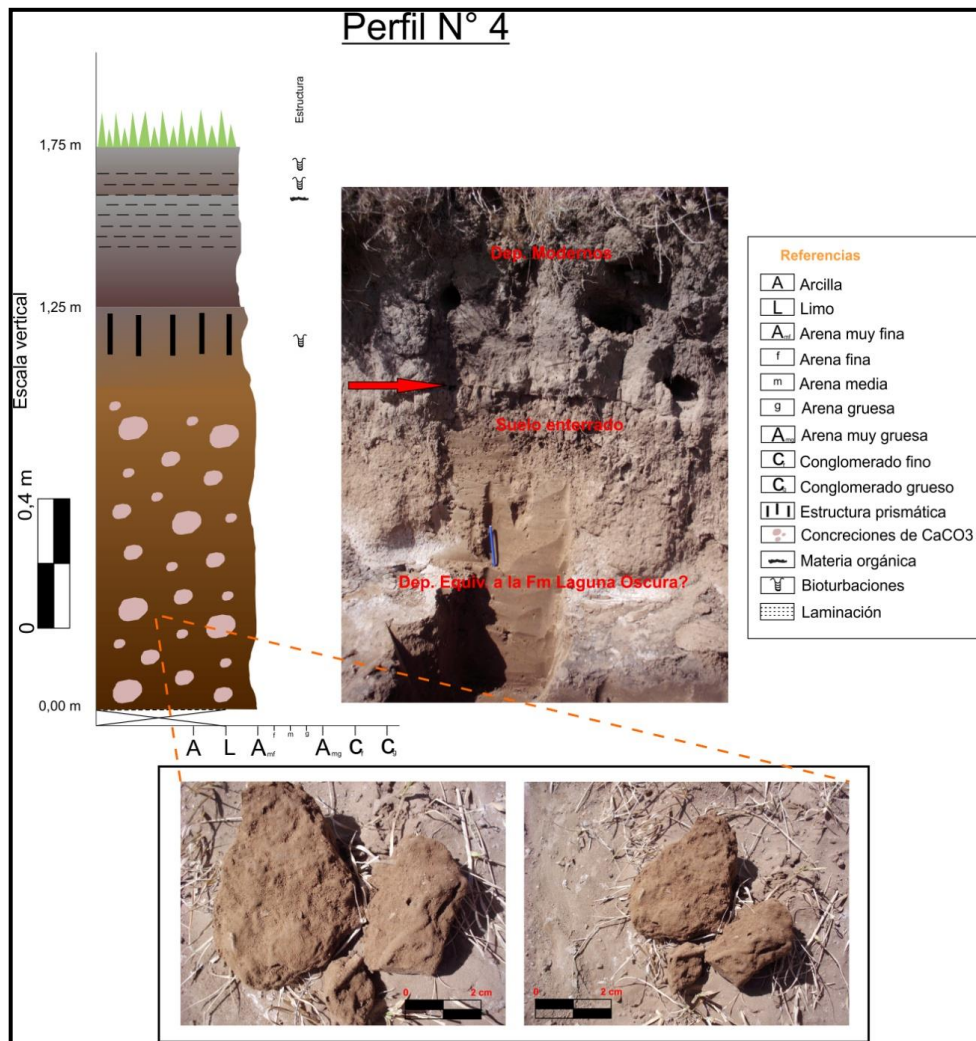 Perfil N° 4
Estructura
1,75 m
1,25 m
Escala vertical
0,4 m
0
0,00 m
A L Amf f m g Amg Cf Cg
Dep. Modernos
Suelo enterrado
Dep. Equiv. a la Fm Laguna Oscura?
Referencias
A Arcilla
L Limo
Amf Arena muy fina
f Arena fina
m Arena media
g Arena gruesa
Amg Arena muy gruesa
Cf Conglomerado fino
Cg Conglomerado grueso
Estructura prismática
Concreciones de CaCO3
Materia orgánica
Bioturbaciones
Laminación
0 2 cm
0 2 cm